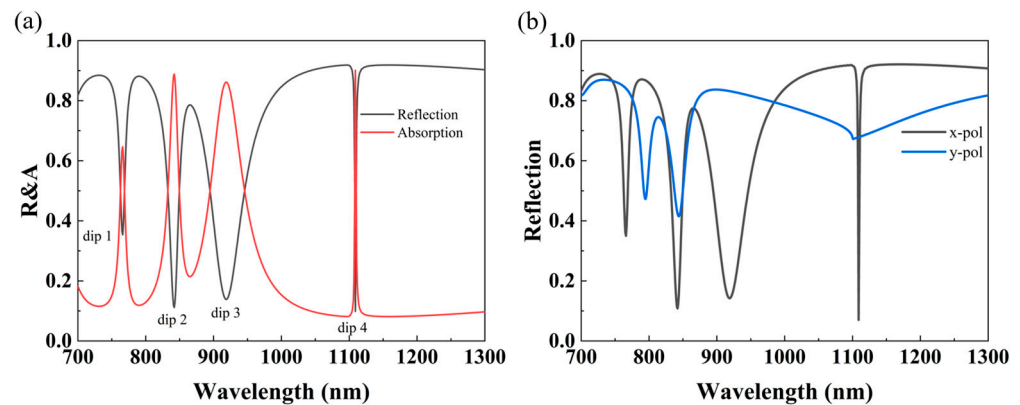 (a)
1.0
0.8
0.6
0.4
0.2
0.0
R&A
Reflection
Absorption
dip 1
dip 2
dip 3
dip 4
700 800 900 1000 1100 1200 1300
Wavelength (nm)
(b)
1.0
0.8
0.6
0.4
0.2
0.0
Reflection
x-pol
y-pol
700 800 900 1000 1100 1200 1300
Wavelength (nm)